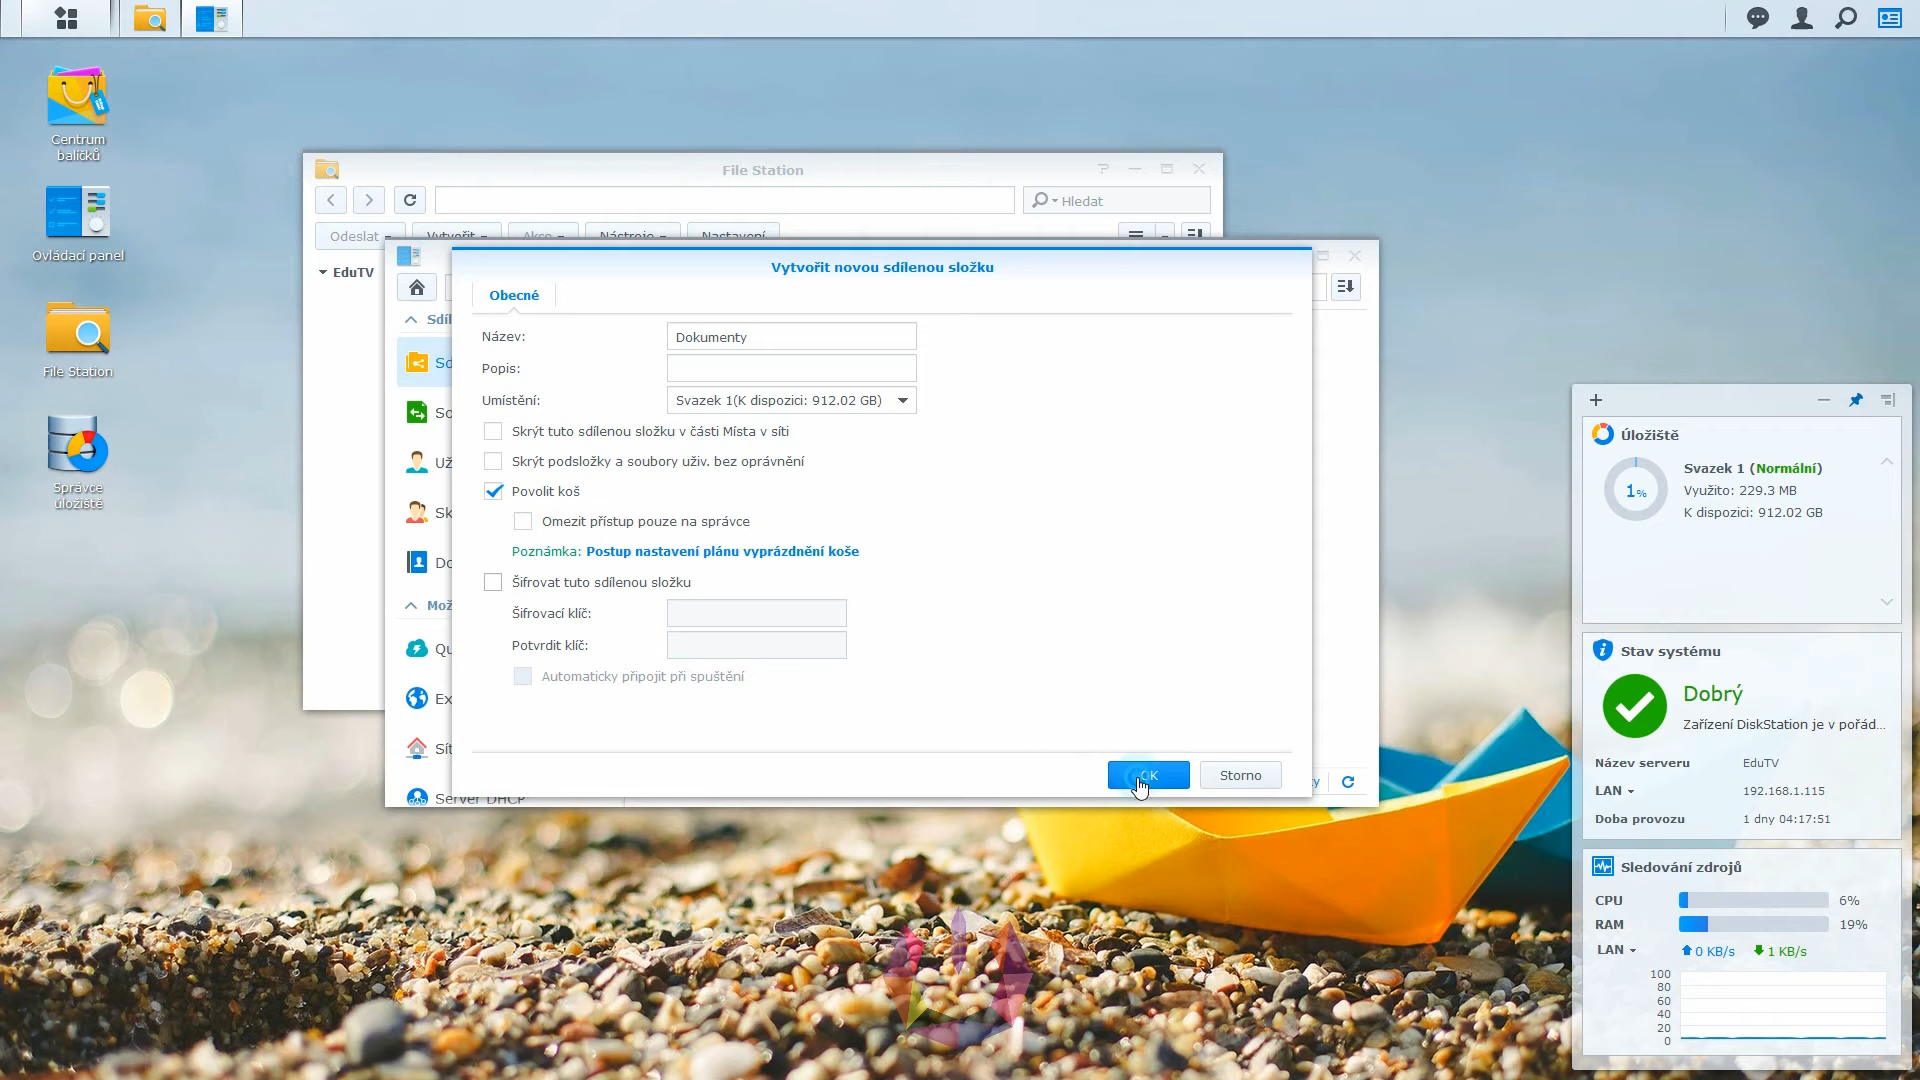 Centrum
balíčků
Ovládací panel
File Station
Správce
úložiště
File Station
Hledat
Odeslat
Vytvořit
Akce
Nástroje
Nastavení
EduTV
Vytvořit novou sdílenou složku
Obecné
Název:
Dokumenty
Popis:
Umístění:
Svazek 1(K dispozici: 912.02 GB)
Skrýt tuto sdílenou složku v části Místa v síti
Skrýt podsložky a soubory uživ. bez oprávnění
Povolit koš
Omezit přístup pouze na správce
Poznámka: Postup nastavení plánu vyprázdnění koše
Šifrovat tuto sdílenou složku
Šifrovací klíč:
Potvrdit klíč:
Automaticky připojit při spuštění
OK
Storno
Server DHCP
Úložiště
1%
Svazek 1 (Normální)
Využito: 229.3 MB
K dispozici: 912.02 GB
Stav systému
Dobrý
Zařízení DiskStation je v pořád...
Název serveru EduTV
LAN 192.168.1.115
Doba provozu 1 dny 04:17:51
Sledování zdrojů
CPU 6%
RAM 19%
LAN 0 KB/s 1 KB/s
100
80
60
40
20
0